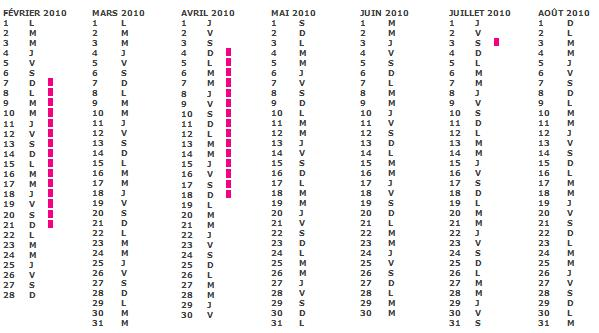 FÉVRIER 2010
1 L
2 M
3 M
4 J
5 V
6 S
7 D
8 L
9 M
10 M
11 J
12 V
13 S
14 D
15 L
16 M
17 M
18 J
19 V
20 S
21 D
22 L
23 M
24 M
25 J
26 V
27 S
28 D
MARS 2010
1 L
2 M
3 M
4 J
5 V
6 S
7 D
8 L
9 M
10 M
11 J
12 V
13 S
14 D
15 L
16 M
17 M
18 J
19 V
20 S
21 D
22 L
23 M
24 M
25 J
26 V
27 S
28 D
29 L
30 M
31 M
AVRIL 2010
1 J
2 V
3 S
4 D
5 L
6 M
7 M
8 J
9 V
10 S
11 D
12 L
13 M
14 M
15 J
16 V
17 S
18 D
19 L
20 M
21 M
22 J
23 V
24 S
25 D
26 L
27 M
28 M
29 J
30 V
MAI 2010
1 S
2 D
3 L
4 M
5 M
6 J
7 V
8 S
9 D
10 L
11 M
12 M
13 J
14 V
15 S
16 D
17 L
18 M
19 M
20 J
21 V
22 S
23 D
24 L
25 M
26 M
27 J
28 V
29 S
30 D
31 L
JUIN 2010
1 M
2 M
3 J
4 V
5 S
6 D
7 L
8 M
9 M
10 J
11 V
12 S
13 D
14 L
15 M
16 M
17 J
18 V
19 S
20 D
21 L
22 M
23 M
24 J
25 V
26 S
27 D
28 L
29 M
30 M
JUILLET 2010
1 J
2 V
3 S
4 D
5 L
6 M
7 M
8 J
9 V
10 S
11 D
12 L
13 M
14 M
15 J
16 V
17 S
18 D
19 L
20 M
21 M
22 J
23 V
24 S
25 D
26 L
27 M
28 M
29 J
30 V
31 S
AOÛT 2010
1 D
2 L
3 M
4 M
5 J
6 V
7 S
8 D
9 L
10 M
11 M
12 J
13 V
14 S
15 D
16 L
17 M
18 M
19 J
20 V
21 S
22 D
23 L
24 M
25 M
26 J
27 V
28 S
29 D
30 L
31 M